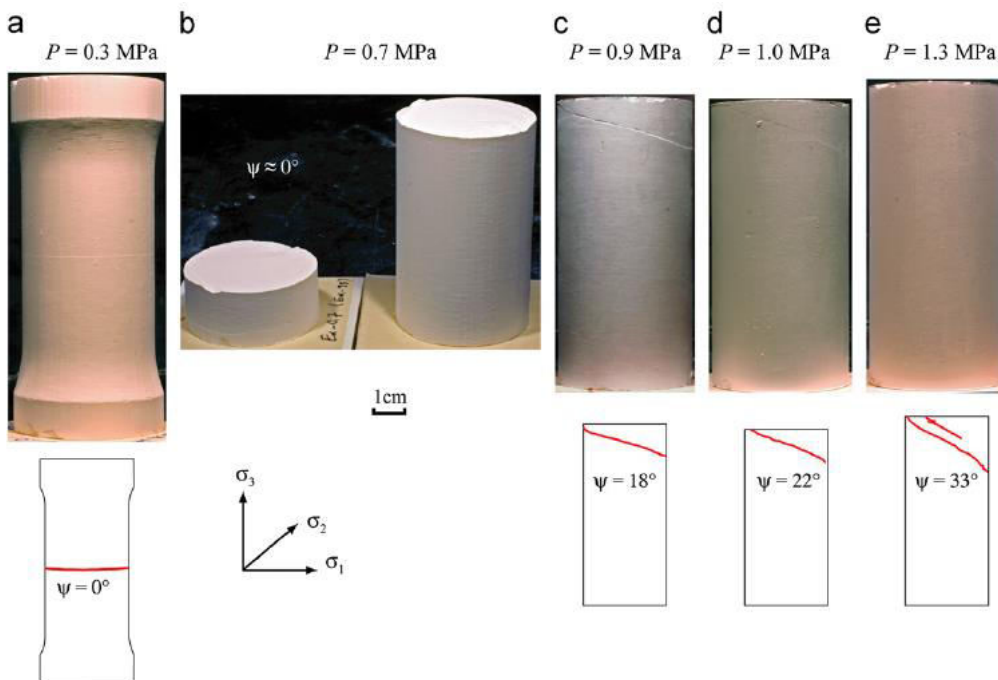 a
P = 0.3 MPa
b
P = 0.7 MPa
c
P = 0.9 MPa
d
P = 1.0 MPa
e
P = 1.3 MPa
ψ ≈ 0°
1cm
σ3
σ2
σ1
ψ = 0°
ψ = 18°
ψ = 22°
ψ = 33°